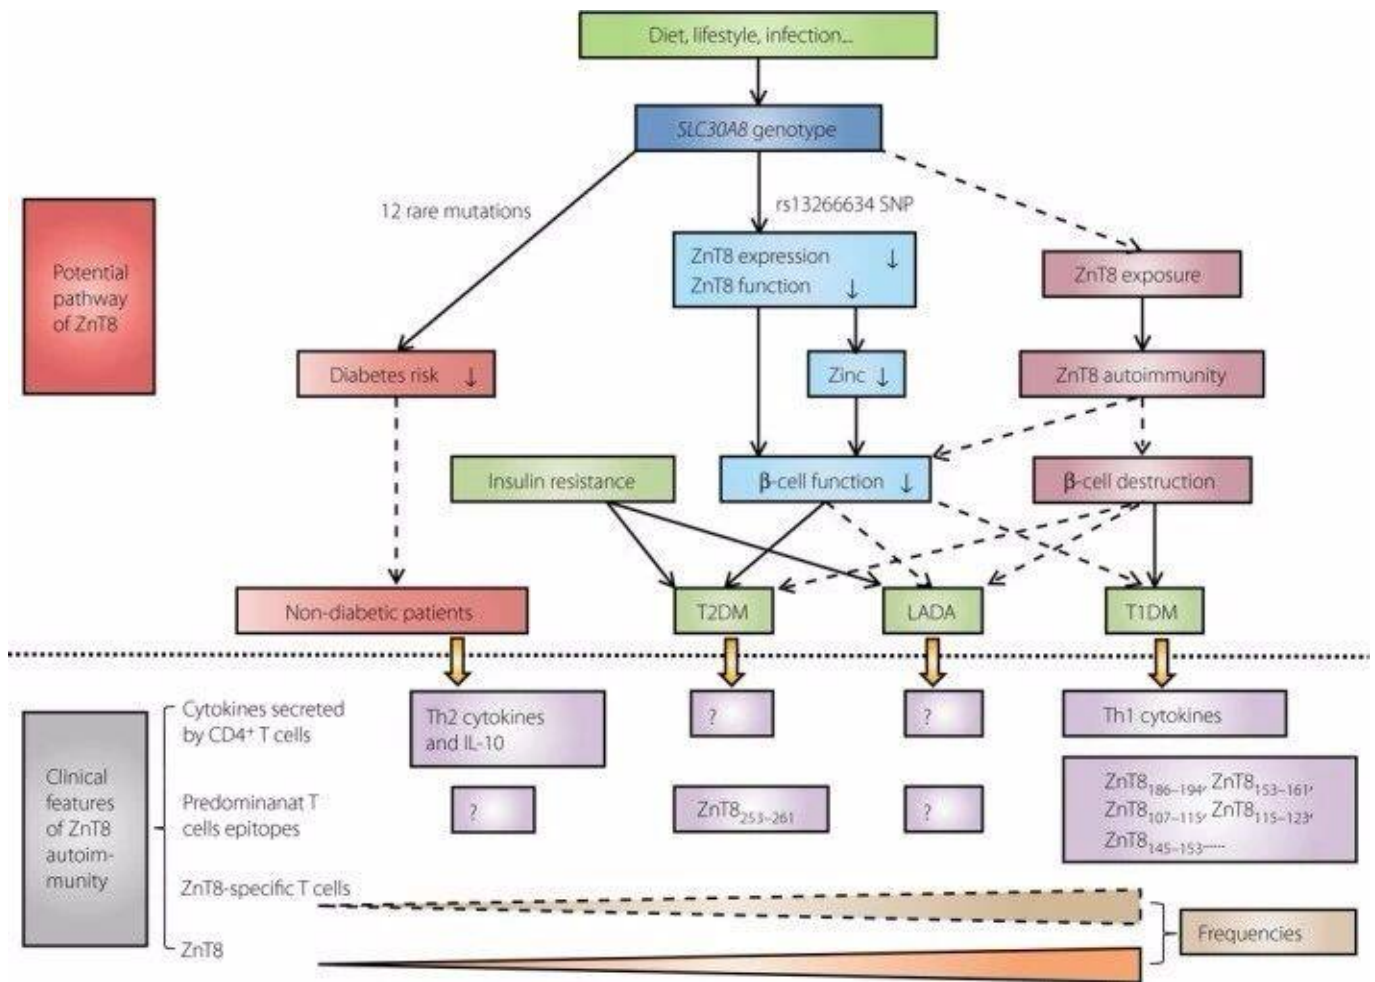 Diet, lifestyle, infection...
SLC30A8 genotype
12 rare mutations
rs13266634 SNP
Potential
pathway
of ZnT8
ZnT8 expression ↓
ZnT8 function ↓
ZnT8 exposure
Diabetes risk ↓
Zinc ↓
ZnT8 autoimmunity
Insulin resistance
β-cell function ↓
β-cell destruction
Non-diabetic patients
T2DM
LADA
T1DM
Clinical
features
of ZnT8
autoim-
munity
Cytokines secreted
by CD4⁺ T cells
Th2 cytokines
and IL-10
?
?
Th1 cytokines
Predominanat T
cells epitopes
?
ZnT8₂₅₃₋₂₆₁
?
ZnT8₁₈₆₋₁₉₄, ZnT8₁₅₃₋₁₆₁,
ZnT8₁₀₇₋₁₁₅, ZnT8₁₁₅₋₁₂₃,
ZnT8₁₄₅₋₁₅₃.....
ZnT8-specific T cells
ZnT8
Frequencies